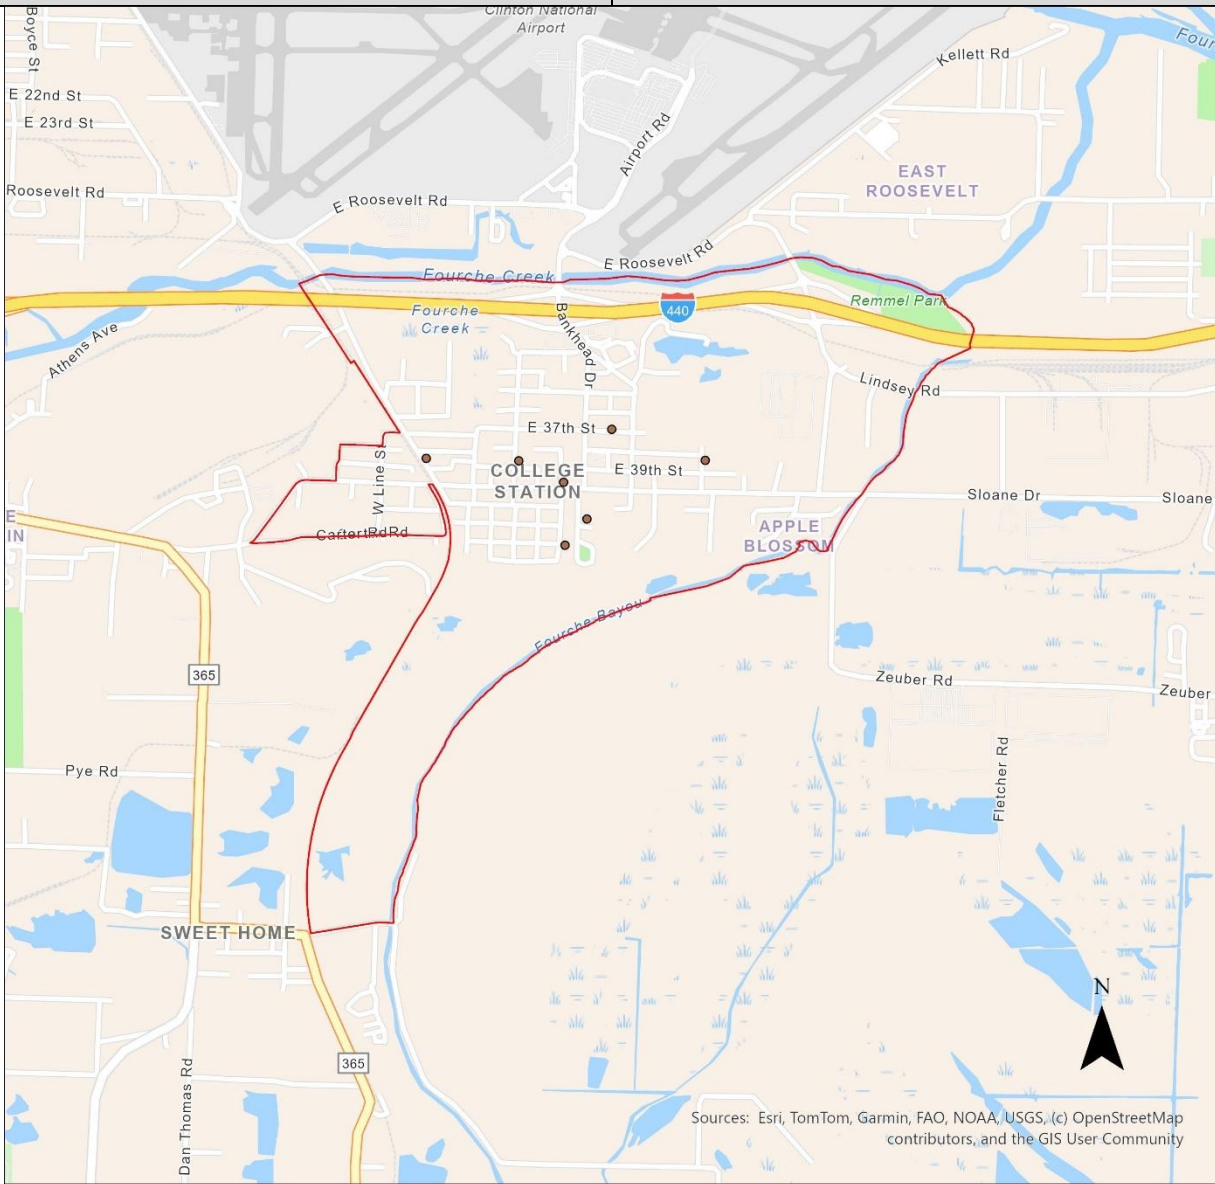 Clinton National
Airport
Boyce St
Kellett Rd
Four
E 22nd St
E 23rd St
Airport Rd
EAST
ROOSEVELT
Roosevelt Rd
E Roosevelt Rd
E Roosevelt Rd
Fourche Creek
Remmel Park
Fourche
Creek
440
Bankhead Dr
Athens Ave
Lindsey Rd
E 37th St
W Line St
COLLEGE
STATION
E 39th St
Sloane Dr
Sloane
E
IN
APPLE
BLOSSOM
Fourche Bayou
365
Zeuber Rd
Zeuber
Pye Rd
Fletcher Rd
SWEET HOME
N
365
Dan Thomas Rd
Sources: Esri, TomTom, Garmin, FAO, NOAA, USGS, (c) OpenStreetMap
contributors, and the GIS User Community